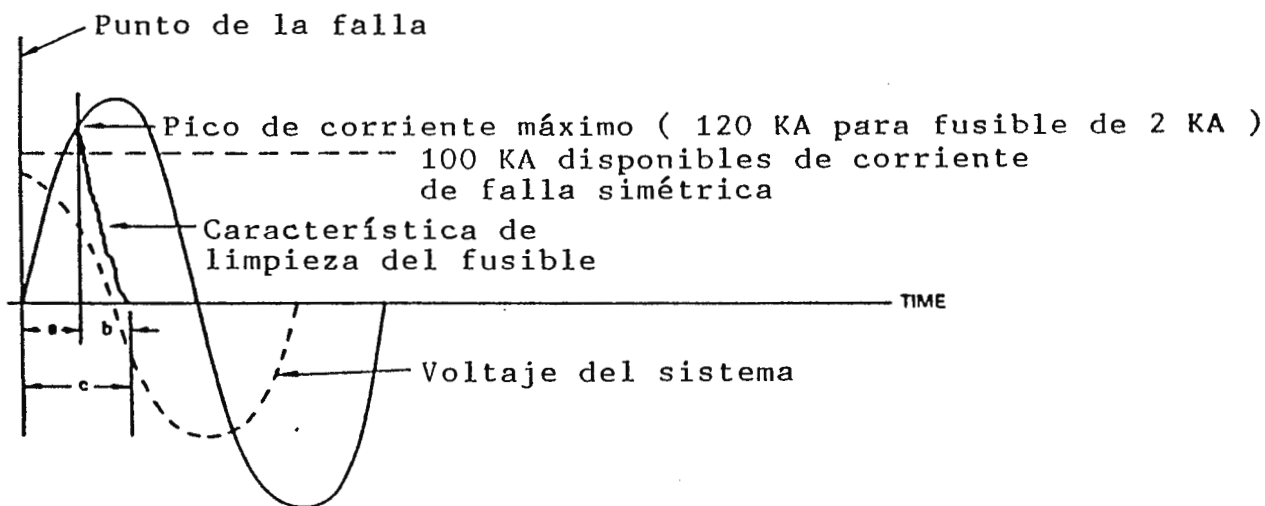 Punto de la falla
Pico de corriente máximo ( 120 KA para fusible de 2 KA )
100 KA disponibles de corriente
de falla simétrica
Característica de
limpieza del fusible
TIME
a b
c
Voltaje del sistema